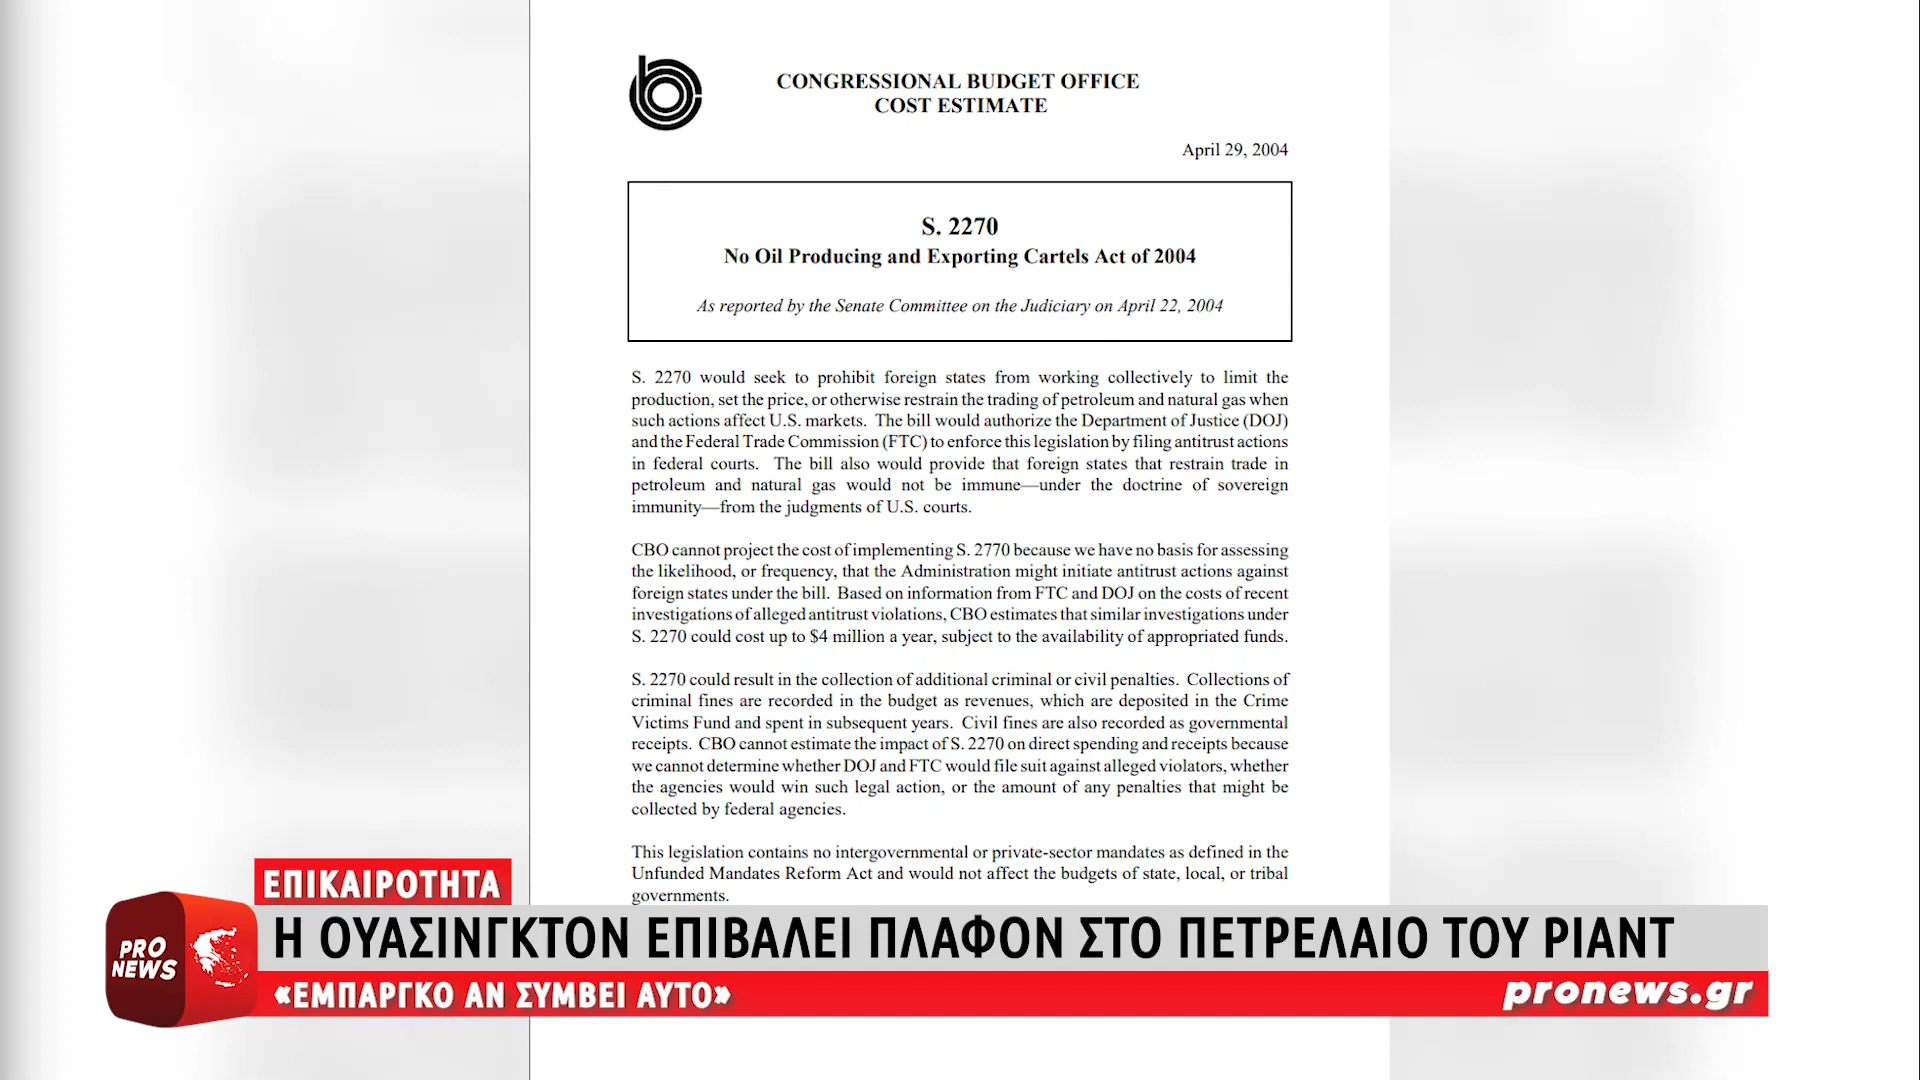 CONGRESSIONAL BUDGET OFFICE
COST ESTIMATE
April 29, 2004
S. 2270
No Oil Producing and Exporting Cartels Act of 2004
As reported by the Senate Committee on the Judiciary on April 22, 2004
S. 2270 would seek to prohibit foreign states from working collectively to limit the
production, set the price, or otherwise restrain the trading of petroleum and natural gas when
such actions affect U.S. markets. The bill would authorize the Department of Justice (DOJ)
and the Federal Trade Commission (FTC) to enforce this legislation by filing antitrust actions
in federal courts. The bill also would provide that foreign states that restrain trade in
petroleum and natural gas would not be immune—under the doctrine of sovereign
immunity—from the judgments of U.S. courts.
CBO cannot project the cost of implementing S. 2770 because we have no basis for assessing
the likelihood, or frequency, that the Administration might initiate antitrust actions against
foreign states under the bill. Based on information from FTC and DOJ on the costs of recent
investigations of alleged antitrust violations, CBO estimates that similar investigations under
S. 2270 could cost up to $4 million a year, subject to the availability of appropriated funds.
S. 2270 could result in the collection of additional criminal or civil penalties. Collections of
criminal fines are recorded in the budget as revenues, which are deposited in the Crime
Victims Fund and spent in subsequent years. Civil fines are also recorded as governmental
receipts. CBO cannot estimate the impact of S. 2270 on direct spending and receipts because
we cannot determine whether DOJ and FTC would file suit against alleged violators, whether
the agencies would win such legal action, or the amount of any penalties that might be
collected by federal agencies.
This legislation contains no intergovernmental or private-sector mandates as defined in the
Unfunded Mandates Reform Act and would not affect the budgets of state, local, or tribal
governments.
ΕΠΙΚΑΙΡΟΤΗΤΑ
PRO
NEWS
Η ΟΥΑΣΙΝΓΚΤΟΝ ΕΠΙΒΑΛΕΙ ΠΛΑΦΟΝ ΣΤΟ ΠΕΤΡΕΛΑΙΟ ΤΟΥ ΡΙΑΝΤ
«ΕΜΠΑΡΓΚΟ ΑΝ ΣΥΜΒΕΙ ΑΥΤΟ»
pronews.gr